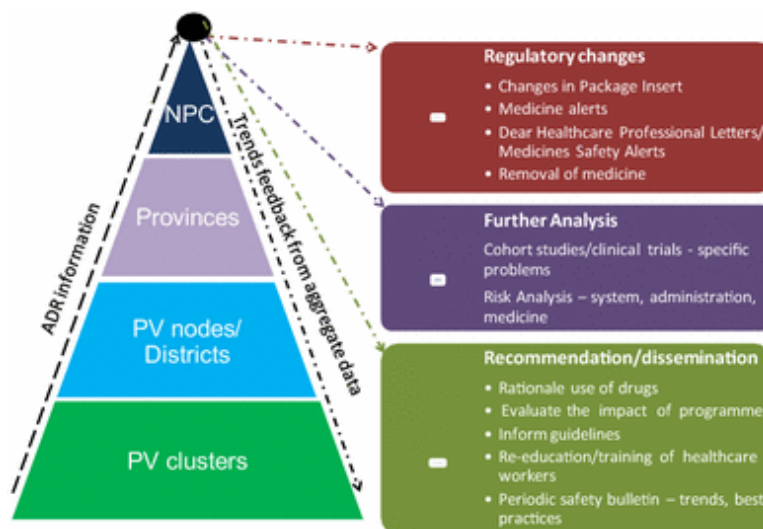 NPC
Provinces
PV nodes/
Districts
PV clusters
ADR information
Trends feedback from aggregate data
Regulatory changes
• Changes in Package Insert
• Medicine alerts
• Dear Healthcare Professional Letters/
Medicines Safety Alerts
• Removal of medicine
Further Analysis
Cohort studies/clinical trials - specific
problems
Risk Analysis – system, administration,
medicine
Recommendation/dissemination
• Rationale use of drugs
• Evaluate the impact of programme
• Inform guidelines
• Re-education/training of healthcare
workers
• Periodic safety bulletin – trends, best
practices